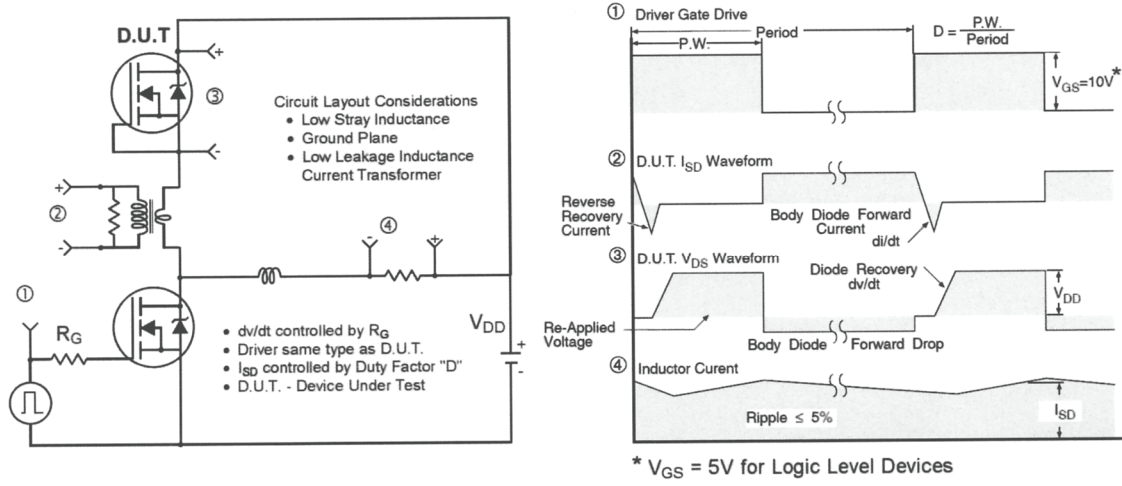 D.U.T
+
-
③
Circuit Layout Considerations
• Low Stray Inductance
• Ground Plane
• Low Leakage Inductance
Current Transformer
+
②
-
④
-
+
①
R_G
V_DD
+
-
• dv/dt controlled by R_G
• Driver same type as D.U.T.
• I_SD controlled by Duty Factor "D"
• D.U.T. - Device Under Test
① Driver Gate Drive
Period
P.W.
D = P.W. / Period
V_GS=10V *
② D.U.T. I_SD Waveform
Reverse
Recovery
Current
Body Diode Forward
Current
di/dt
③ D.U.T. V_DS Waveform
Diode Recovery
dv/dt
V_DD
Re-Applied
Voltage
Body Diode Forward Drop
④ Inductor Curent
I_SD
Ripple ≤ 5%
* V_GS = 5V for Logic Level Devices